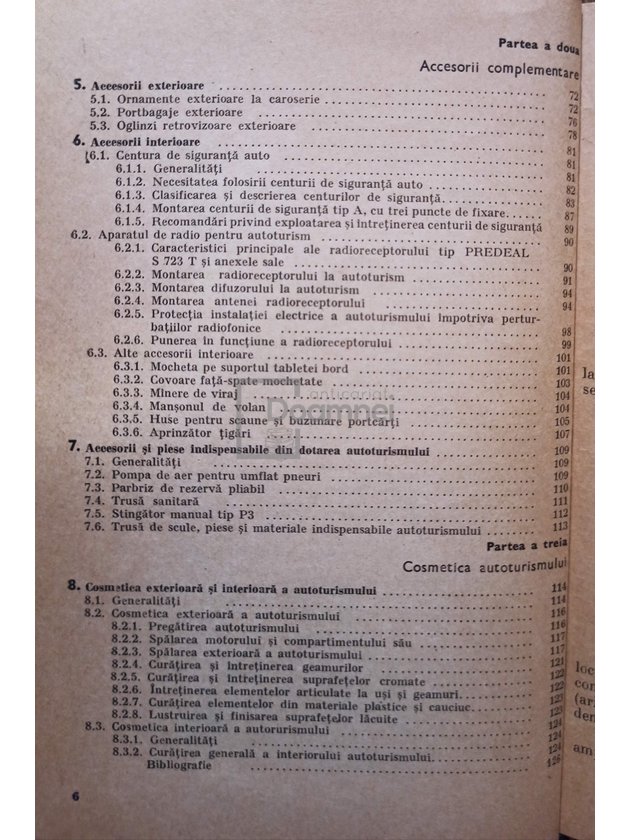 Partea a doua
Accesorii complementare
5. Accesorii exterioare 72
5.1. Ornamente exterioare la caroserie 72
5.2. Portbagaje exterioare 76
5.3. Oglinzi retrovizoare exterioare 78
6. Accesorii interioare 81
6.1. Centura de siguranță auto 81
6.1.1. Generalități 81
6.1.2. Necesitatea folosirii centurii de siguranță auto 82
6.1.3. Clasificarea și descrierea centurilor de siguranță 83
6.1.4. Montarea centurii de siguranță tip A, cu trei puncte de fixare 87
6.1.5. Recomandări privind exploatarea și întreținerea centurii de siguranță 89
6.2. Aparatul de radio pentru autoturism 90
6.2.1. Caracteristici principale ale radioreceptorului tip PREDEAL
S 723 T și anexele sale 90
6.2.2. Montarea radioreceptorului la autoturism 91
6.2.3. Montarea difuzorului la autoturism 94
6.2.4. Montarea antenei radioreceptorului 94
6.2.5. Protecția instalației electrice a autoturismului împotriva pertur-
bațiilor radiofonice 98
6.2.6. Punerea în funcțiune a radioreceptorului 99
6.3. Alte accesorii interioare 101
6.3.1. Mocheta pe suportul tabletei bord 101
6.3.2. Covoare față-spate mochetate 103
6.3.3. Minere de viraj 104
6.3.4. Manșonul de volan 104
6.3.5. Huse pentru scaune și buzunare portcărți 105
6.3.6. Aprinzător țigări 107
7. Accesorii și piese indispensabile din dotarea autoturismului 109
7.1. Generalități 109
7.2. Pompa de aer pentru umflat pneuri 109
7.3. Parbriz de rezervă pliabil 110
7.4. Trusă sanitară 111
7.5. Stingător manual tip P3 112
7.6. Trusă de scule, piese și materiale indispensabile autoturismului 113
Partea a treia
Cosmetica autoturismului
8. Cosmetica exterioară și interioară a autoturismului 114
8.1. Generalități 114
8.2. Cosmetica exterioară a autoturismului 116
8.2.1. Pregătirea autoturismului 116
8.2.2. Spălarea motorului și compartimentului său 117
8.2.3. Spălarea exterioară a autoturismului 117
8.2.4. Curățirea și întreținerea geamurilor 121
8.2.5. Curățirea și întreținerea suprafețelor cromate 122
8.2.6. Întreținerea elementelor articulate la uși și geamuri 122
8.2.7. Curățirea elementelor din materiale plastice și cauciuc 123
8.2.8. Lustruirea și finisarea suprafețelor lăcuite 123
8.3. Cosmetica interioară a autorurismului 124
8.3.1. Generalități 124
8.3.2. Curățirea generală a interiorului autoturismului 124
Bibliografie 126
6
anticariat
Doamnei
la
se
loc
con
(ar
den
am